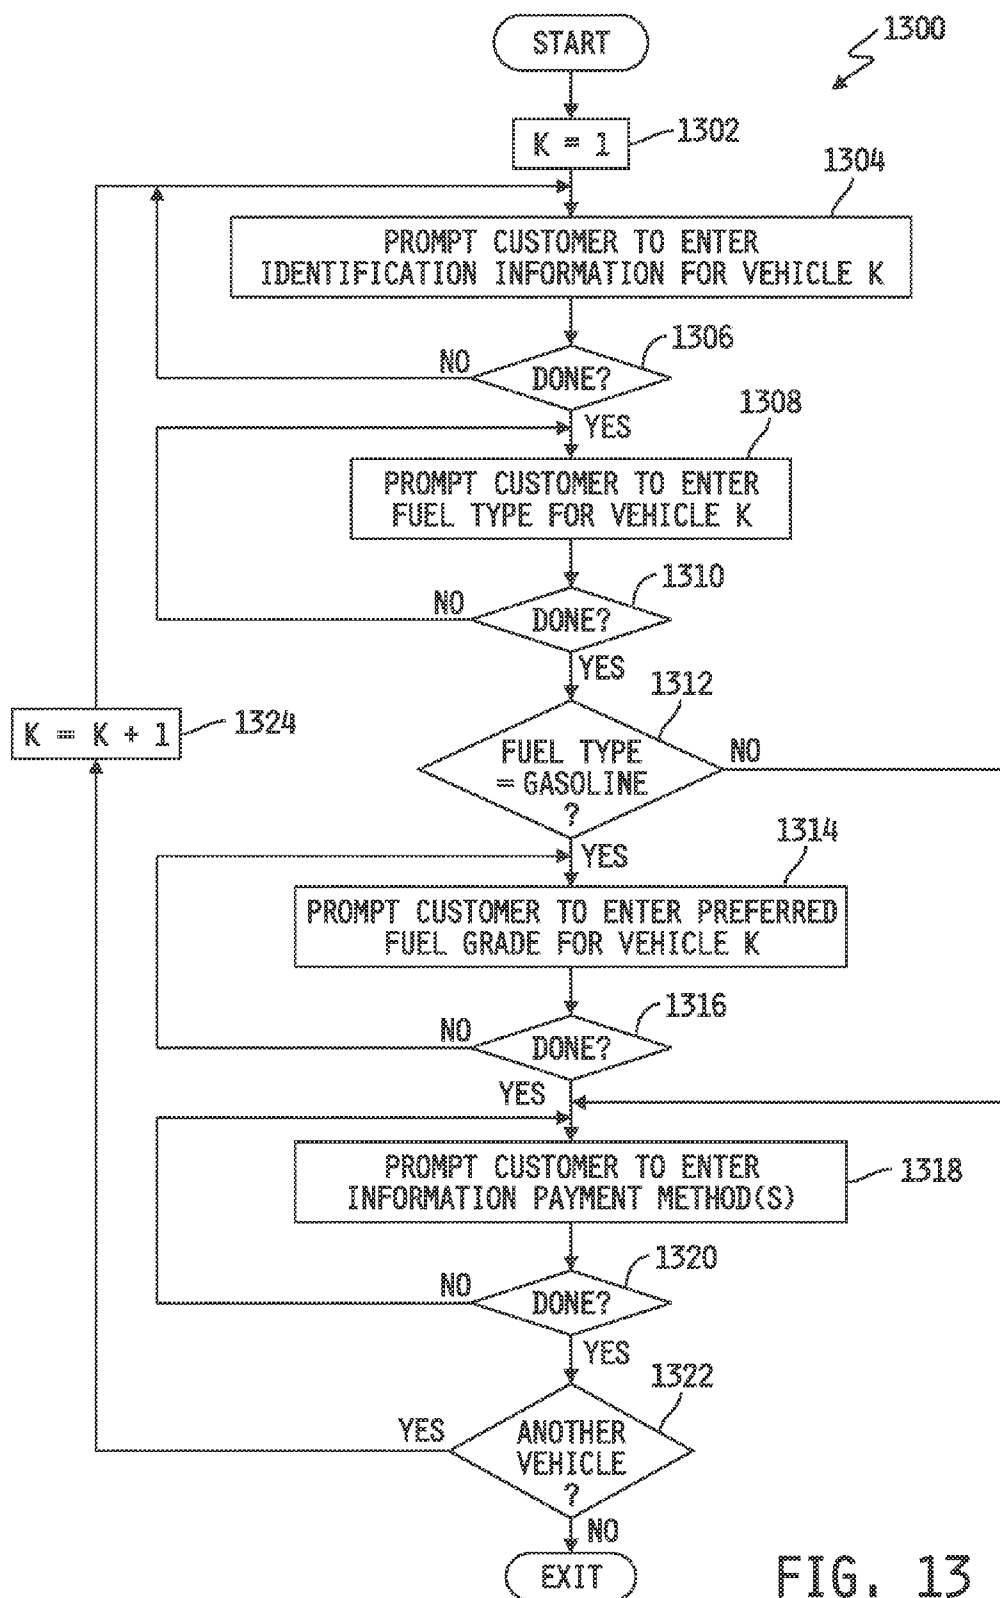 START
1300
K = 1
1302
1304
PROMPT CUSTOMER TO ENTER
IDENTIFICATION INFORMATION FOR VEHICLE K
1306
NO
DONE?
YES
1308
PROMPT CUSTOMER TO ENTER
FUEL TYPE FOR VEHICLE K
1310
NO
DONE?
YES
1312
K = K + 1
1324
FUEL TYPE
= GASOLINE
?
NO
YES
1314
PROMPT CUSTOMER TO ENTER PREFERRED
FUEL GRADE FOR VEHICLE K
1316
NO
DONE?
YES
PROMPT CUSTOMER TO ENTER
INFORMATION PAYMENT METHOD(S)
1318
1320
NO
DONE?
YES
1322
YES
ANOTHER
VEHICLE
?
NO
EXIT
FIG. 13